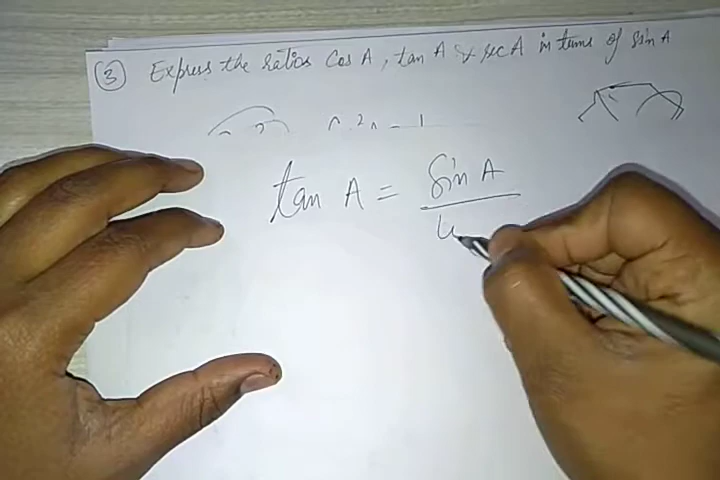 ③ Express the ratios Cos A, tan A & sec A in terms of sin A
tan A = sin A